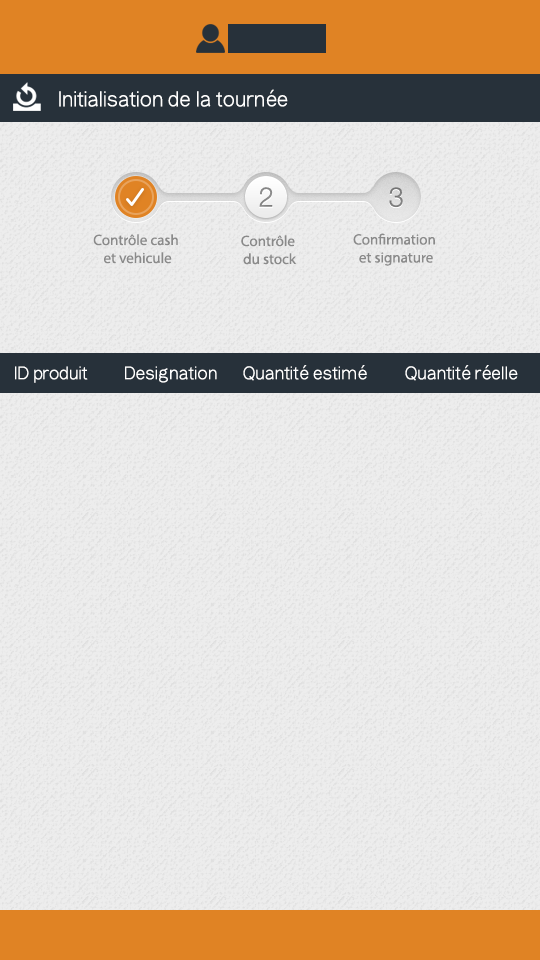 Initialisation de la tournée
2
3
Contrôle cash
et vehicule
Contrôle
du stock
Confirmation
et signature
ID produit Designation Quantité estimé Quantité réelle